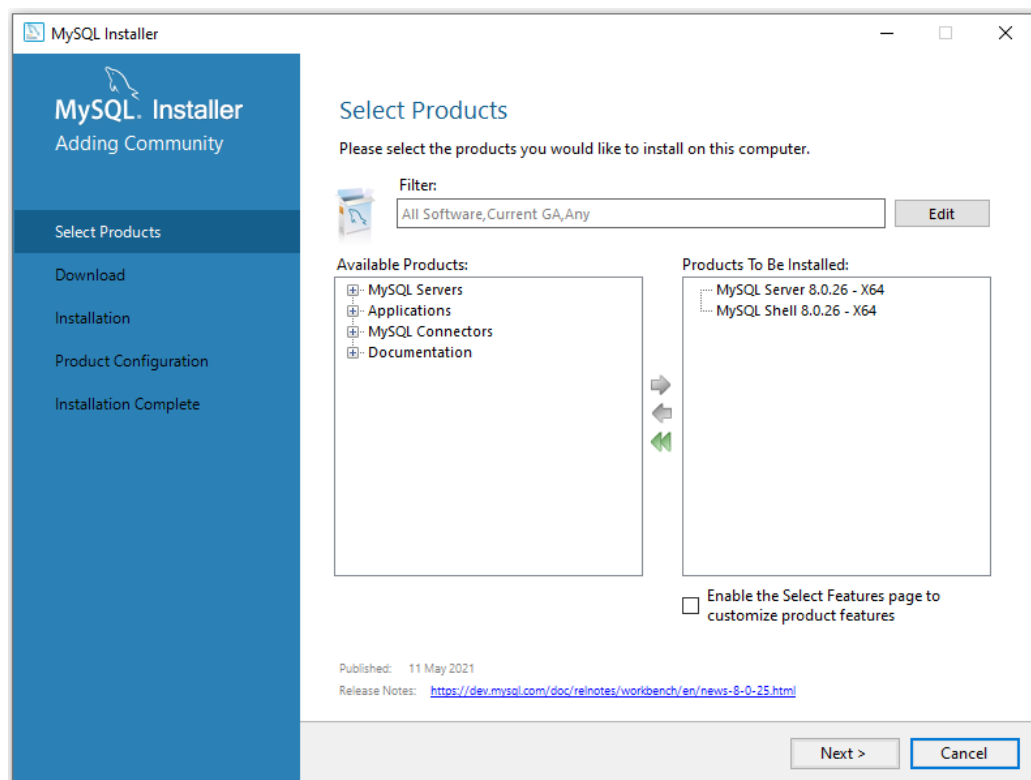 MySQL Installer
MySQL. Installer
Adding Community
Select Products
Download
Installation
Product Configuration
Installation Complete
Select Products
Please select the products you would like to install on this computer.
Filter:
All Software,Current GA,Any
Edit
Available Products:
MySQL Servers
Applications
MySQL Connectors
Documentation
Products To Be Installed:
MySQL Server 8.0.26 - X64
MySQL Shell 8.0.26 - X64
Enable the Select Features page to
customize product features
Published: 11 May 2021
Release Notes: https://dev.mysql.com/doc/relnotes/workbench/en/news-8-0-25.html
Next >
Cancel